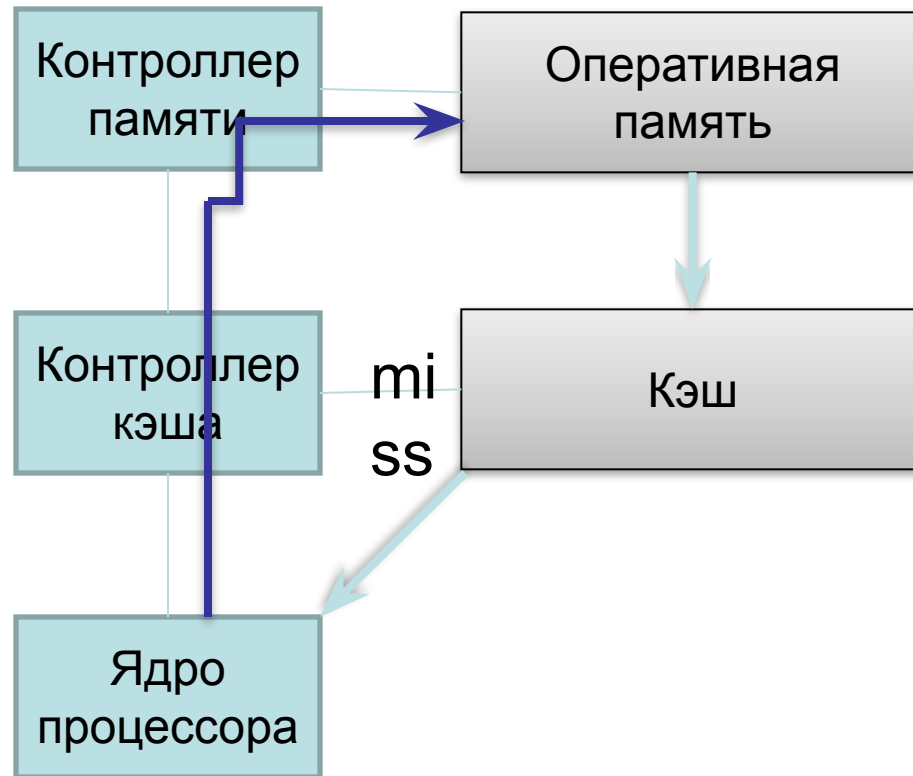 Контроллер
памяти
Оперативная
память
Контроллер
кэша
mi
ss
Кэш
Ядро
процессора